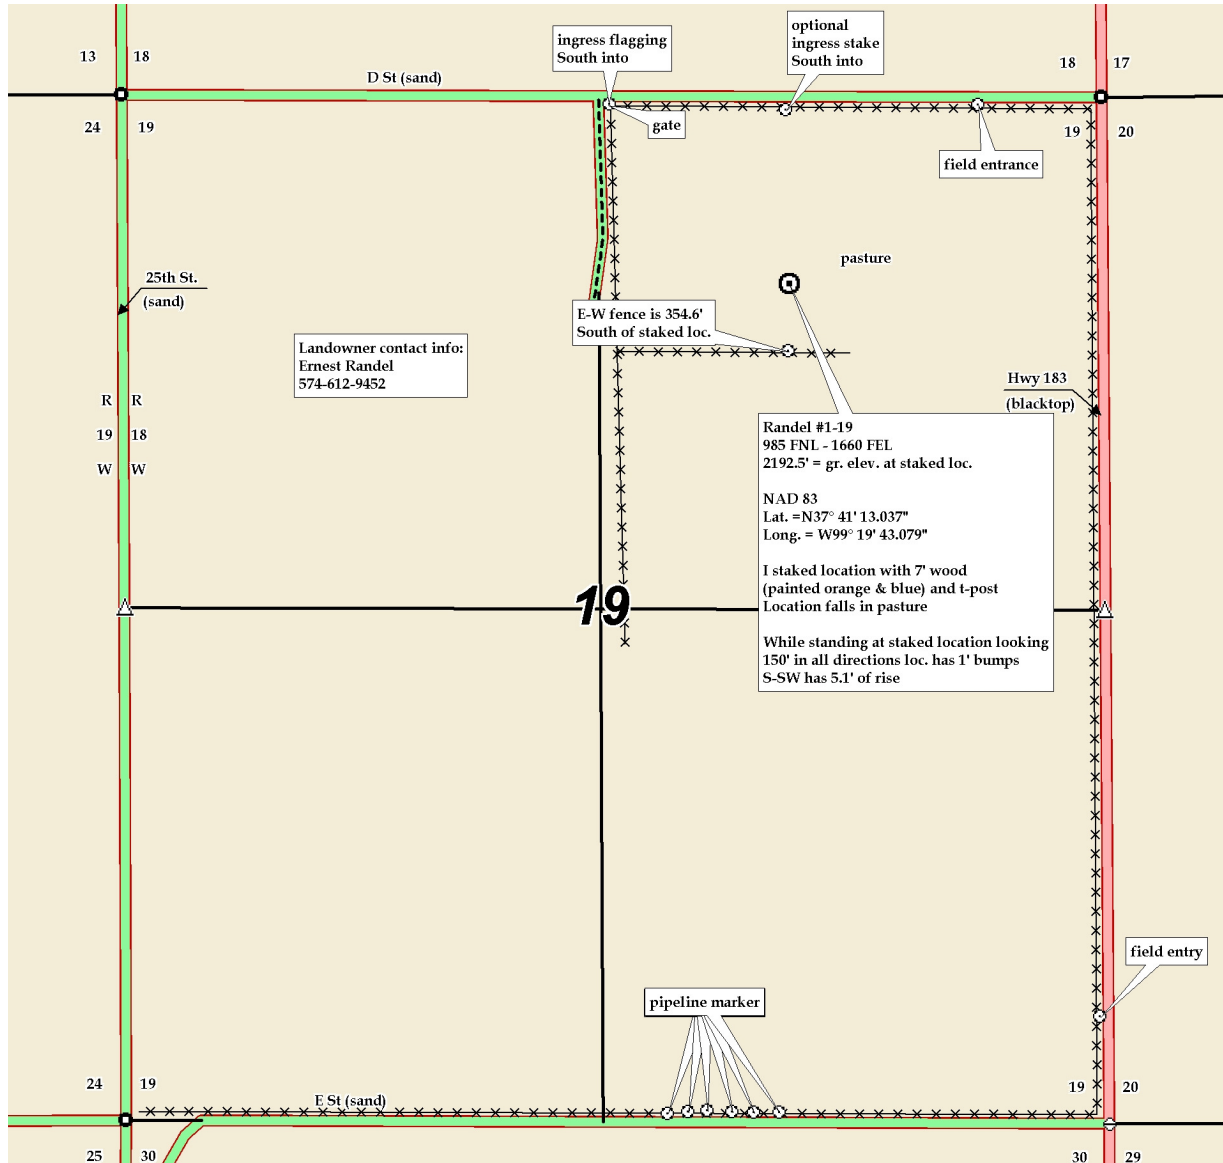 ingress flagging
South into
optional
ingress stake
South into
13
18
18
17
D St (sand)
24
19
gate
19
20
field entrance
pasture
25th St.
(sand)
E-W fence is 354.6'
South of staked loc.
Landowner contact info:
Ernest Randel
574-612-9452
Hwy 183
(blacktop)
R
R
19
18
W
W
Randel #1-19
985 FNL - 1660 FEL
2192.5' = gr. elev. at staked loc.
NAD 83
Lat. =N37° 41' 13.037"
Long. = W99° 19' 43.079"
I staked location with 7' wood
(painted orange & blue) and t-post
Location falls in pasture
While standing at staked location looking
150' in all directions loc. has 1' bumps
S-SW has 5.1' of rise
19
field entry
pipeline marker
24
19
19
20
E St (sand)
25
30
30
29